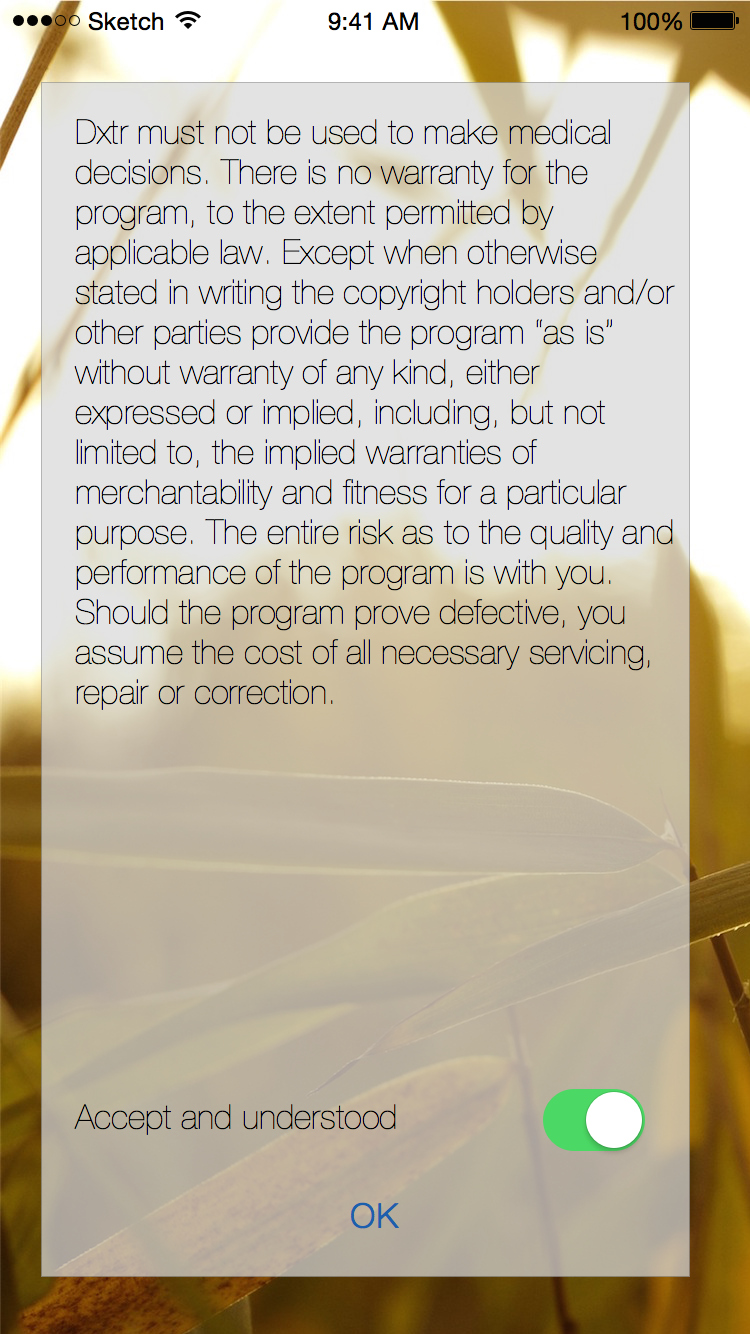 Sketch 9:41 AM 100%
Dxtr must not be used to make medical
decisions. There is no warranty for the
program, to the extent permitted by
applicable law. Except when otherwise
stated in writing the copyright holders and/or
other parties provide the program “as is”
without warranty of any kind, either
expressed or implied, including, but not
limited to, the implied warranties of
merchantability and fitness for a particular
purpose. The entire risk as to the quality and
performance of the program is with you.
Should the program prove defective, you
assume the cost of all necessary servicing,
repair or correction.
Accept and understood
OK